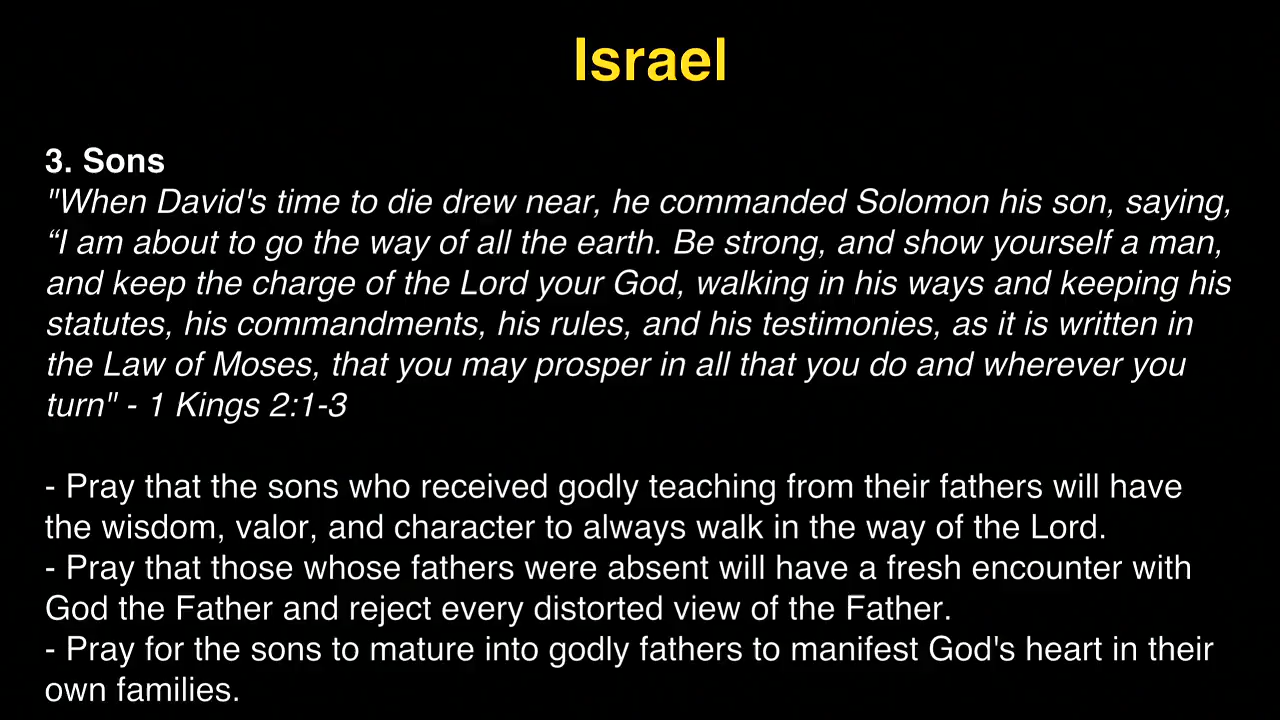 Israel
3. Sons
"When David's time to die drew near, he commanded Solomon his son, saying,
“I am about to go the way of all the earth. Be strong, and show yourself a man,
and keep the charge of the Lord your God, walking in his ways and keeping his
statutes, his commandments, his rules, and his testimonies, as it is written in
the Law of Moses, that you may prosper in all that you do and wherever you
turn" - 1 Kings 2:1-3
- Pray that the sons who received godly teaching from their fathers will have
the wisdom, valor, and character to always walk in the way of the Lord.
- Pray that those whose fathers were absent will have a fresh encounter with
God the Father and reject every distorted view of the Father.
- Pray for the sons to mature into godly fathers to manifest God's heart in their
own families.